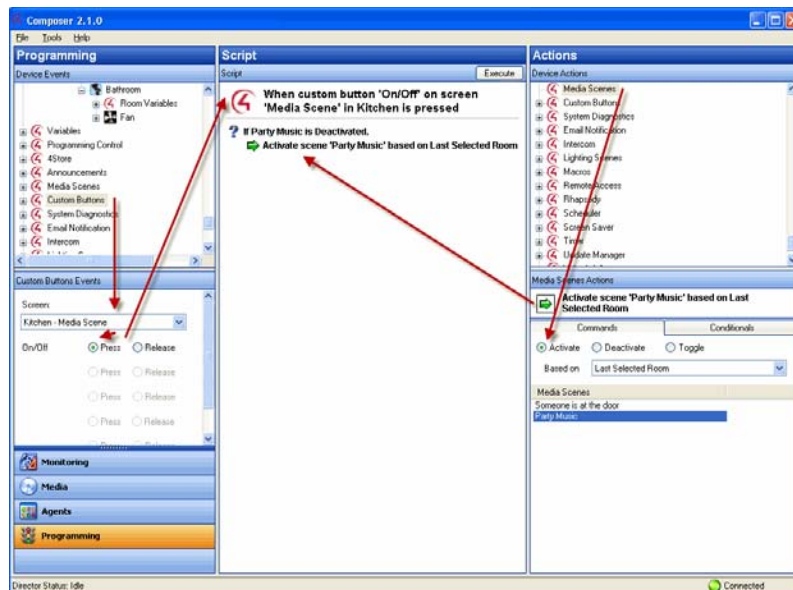 Composer 2.1.0
File Tools Help
Programming
Device Events
Bathroom
Room Variables
Fan
Variables
Programming Control
4Store
Announcements
Media Scenes
Custom Buttons
System Diagnostics
Email Notification
Intercom
Custom Buttons Events
Screen:
Kitchen - Media Scene
On/Off Press Release
Press Release
Press Release
Press Release
Press Release
Monitoring
Media
Agents
Programming
Script
Script Execute
When custom button 'On/Off' on screen
'Media Scene' in Kitchen is pressed
? If Party Music is Deactivated.
Activate scene 'Party Music' based on Last Selected Room
Actions
Device Actions
Media Scenes
Custom Buttons
System Diagnostics
Email Notification
Intercom
Lighting Scenes
Macros
Remote Access
Rhapsody
Scheduler
Screen Saver
Timer
Update Manager
Media Scenes Actions
Activate scene 'Party Music' based on Last
Selected Room
Commands Conditionals
Activate Deactivate Toggle
Based on Last Selected Room
Media Scenes
Someone is at the door
Party Music
Director Status: Idle
Connected